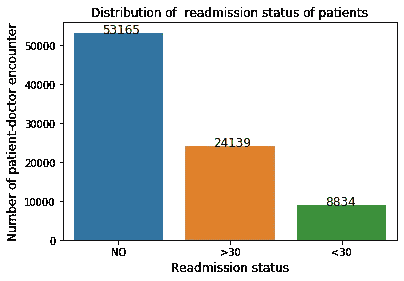 Distribution of  readmission status of patients
53165
24139
8834
50000
40000
30000
20000
10000
0
Number of patient-doctor encounter
NO
>30
<30
Readmission status